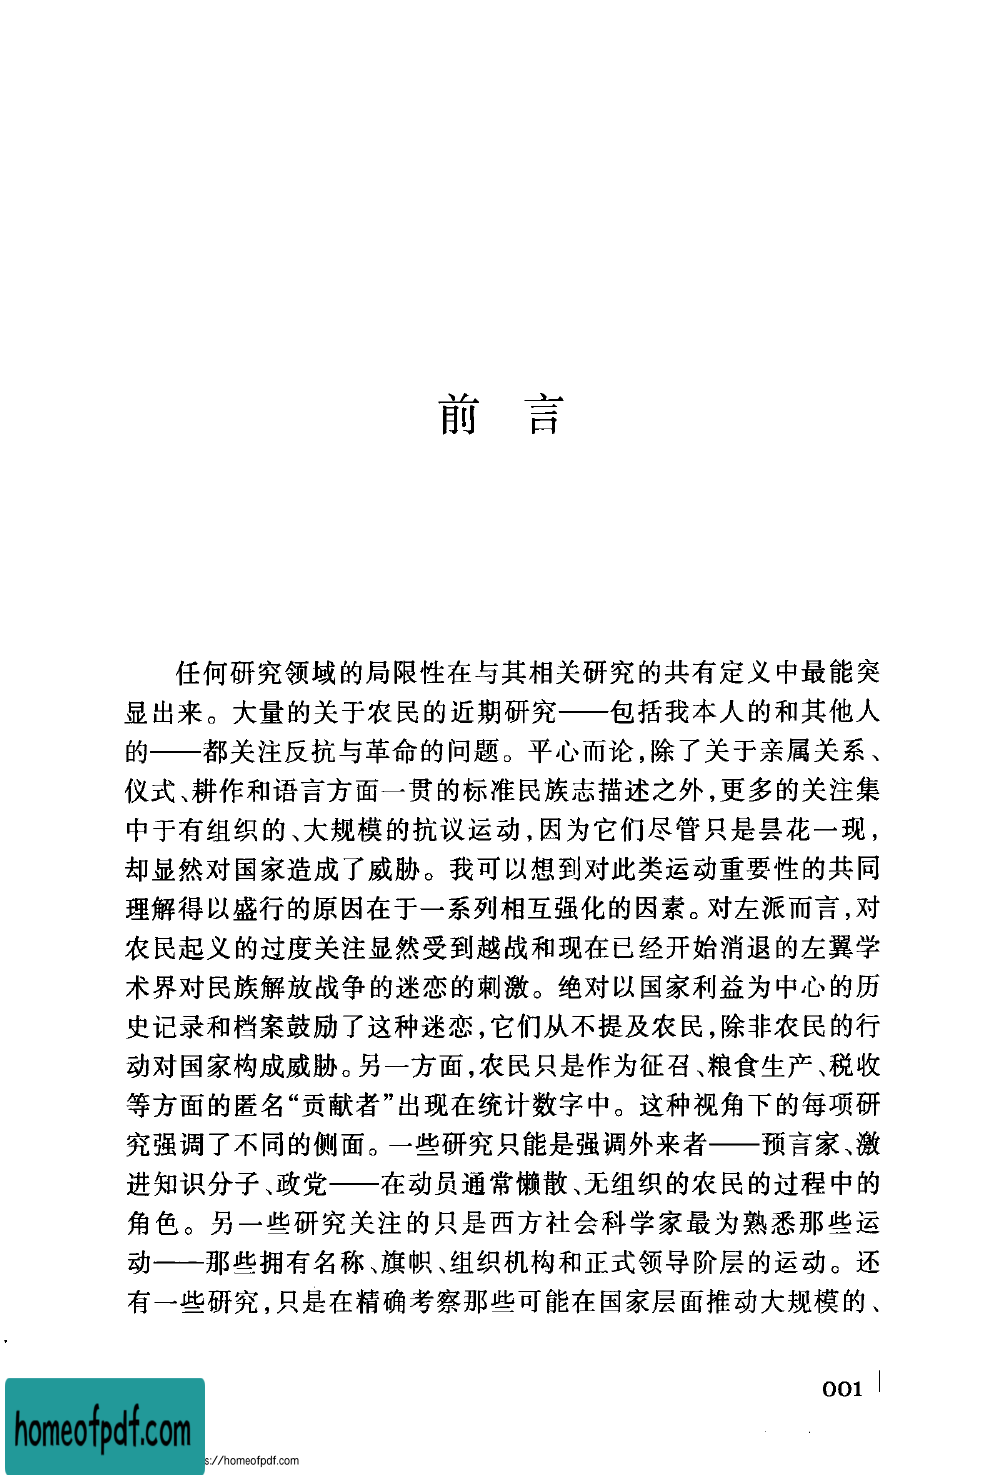 前 言
任何研究领域的局限性在与其相关研究的共有定义中最能突
显出来。大量的关于农民的近期研究——包括我本人的和其他人
的——都关注反抗与革命的问题。平心而论,除了关于亲属关系、
仪式、耕作和语言方面一贯的标准民族志描述之外,更多的关注集
中于有组织的、大规模的抗议运动,因为它们尽管只是昙花一现,
却显然对国家造成了威胁。我可以想到对此类运动重要性的共同
理解得以盛行的原因在于一系列相互强化的因素。对左派而言,对
农民起义的过度关注显然受到越战和现在已经开始消退的左翼学
术界对民族解放战争的迷恋的刺激。绝对以国家利益为中心的历
史记录和档案鼓励了这种迷恋,它们从不提及农民,除非农民的行
动对国家构成威胁。另一方面,农民只是作为征召、粮食生产、税收
等方面的匿名“贡献者”出现在统计数字中。这种视角下的每项研
究强调了不同的侧面。一些研究只能是强调外来者——预言家、激
进知识分子、政党——在动员通常懒散、无组织的农民的过程中的
角色。另一些研究关注的只是西方社会科学家最为熟悉那些运
动——那些拥有名称、旗帜、组织机构和正式领导阶层的运动。还
有一些研究,只是在精确考察那些可能在国家层面推动大规模的、
001
homeofpdf.com
s://homeofpdf.com